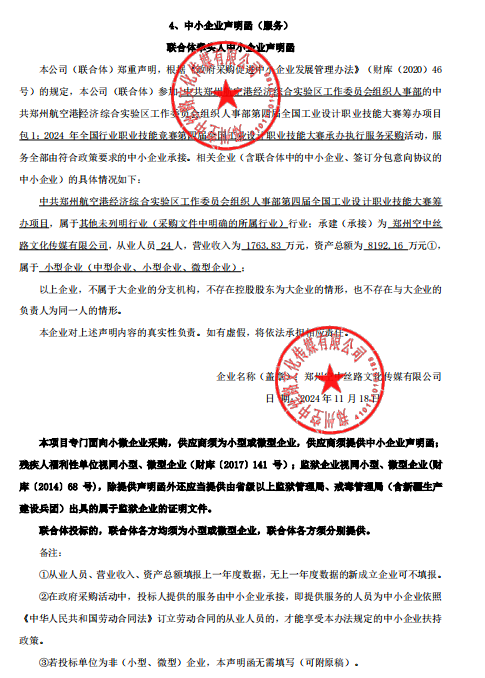 4、中小企业声明函（服务）
联合体牵头人中小企业声明函
本公司（联合体）郑重声明，根据《政府采购促进中小企业发展管理办法》（财库（2020）46
号）的规定，本公司（联合体）参加中共郑州航空港经济综合实验区工作委员会组织人事部的中
共郑州航空港经济综合实验区工作委员会组织人事部第四届全国工业设计职业技能大赛筹办项目
包1：2024 年全国行业职业技能竞赛第四届全国工业设计职业技能大赛承办执行服务采购活动，服
务全部由符合政策要求的中小企业承接。相关企业（含联合体中的中小企业、签订分包意向协议的
中小企业）的具体情况如下：
中共郑州航空港经济综合实验区工作委员会组织人事部第四届全国工业设计职业技能大赛筹
办项目，属于其他未列明行业（采购文件中明确的所属行业）行业；承建（承接）为 郑州空中丝
路文化传媒有限公司，从业人员 24人，营业收入为 1763.83 万元，资产总额为 8192.16 万元①，
属于 小型企业（中型企业、小型企业、微型企业）；
以上企业，不属于大企业的分支机构，不存在控股股东为大企业的情形，也不存在与大企业的
负责人为同一人的情形。
本企业对上述声明内容的真实性负责。如有虚假，将依法承担相应责任。
企业名称（盖章）：郑州空中丝路文化传媒有限公司
日 期：2024年11月18日
本项目专门面向小微企业采购，供应商须为小型或微型企业，供应商须提供中小企业声明函；
残疾人福利性单位视同小型、微型企业（财库〔2017〕141 号）；监狱企业视同小型、微型企业(财
库〔2014〕68 号)，除提供声明函外还应当提供由省级以上监狱管理局、戒毒管理局（含新疆生产
建设兵团）出具的属于监狱企业的证明文件。
联合体投标的，联合体各方均须为小型或微型企业，联合体各方须分别提供。
备注：
①从业人员、营业收入、资产总额填报上一年度数据，无上一年度数据的新成立企业可不填报。
②在政府采购活动中，投标人提供的服务由中小企业承接，即提供服务的人员为中小企业依照
《中华人民共和国劳动合同法》订立劳动合同的从业人员的，才能享受本办法规定的中小企业扶持
政策。
③若投标单位为非（小型、微型）企业，本声明函无需填写（可附原稿）。